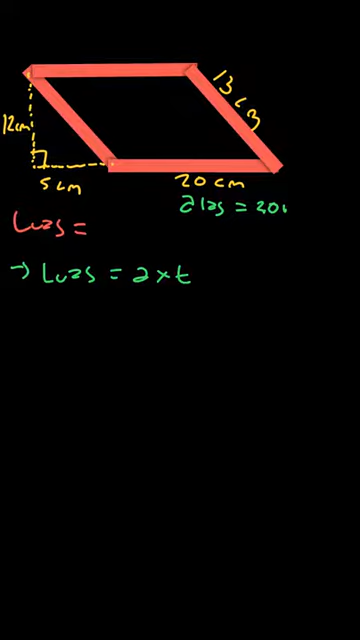 13 cm
12cm
5 cm
20 cm
alas = 20
Luas =
→ Luas = a x t